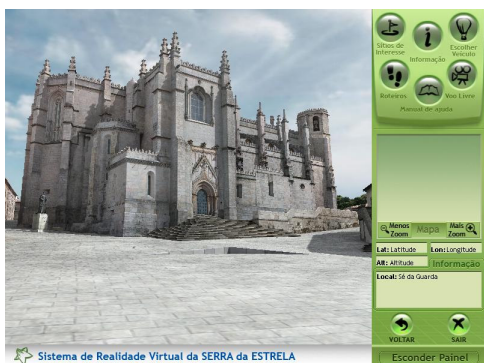 Sítios de
Interesse
Informação
Escolher
Veículo
Roteiros
Manual de ajuda
Voo Livre
Menos
Zoom
Mapa
Mais
Zoom
Lat: Latitude
Lon: Longitude
Alt: Altitude
Informação
Local: Sé da Guarda
VOLTAR
SAIR
Sistema de Realidade Virtual da SERRA da ESTRELA
Esconder Painel